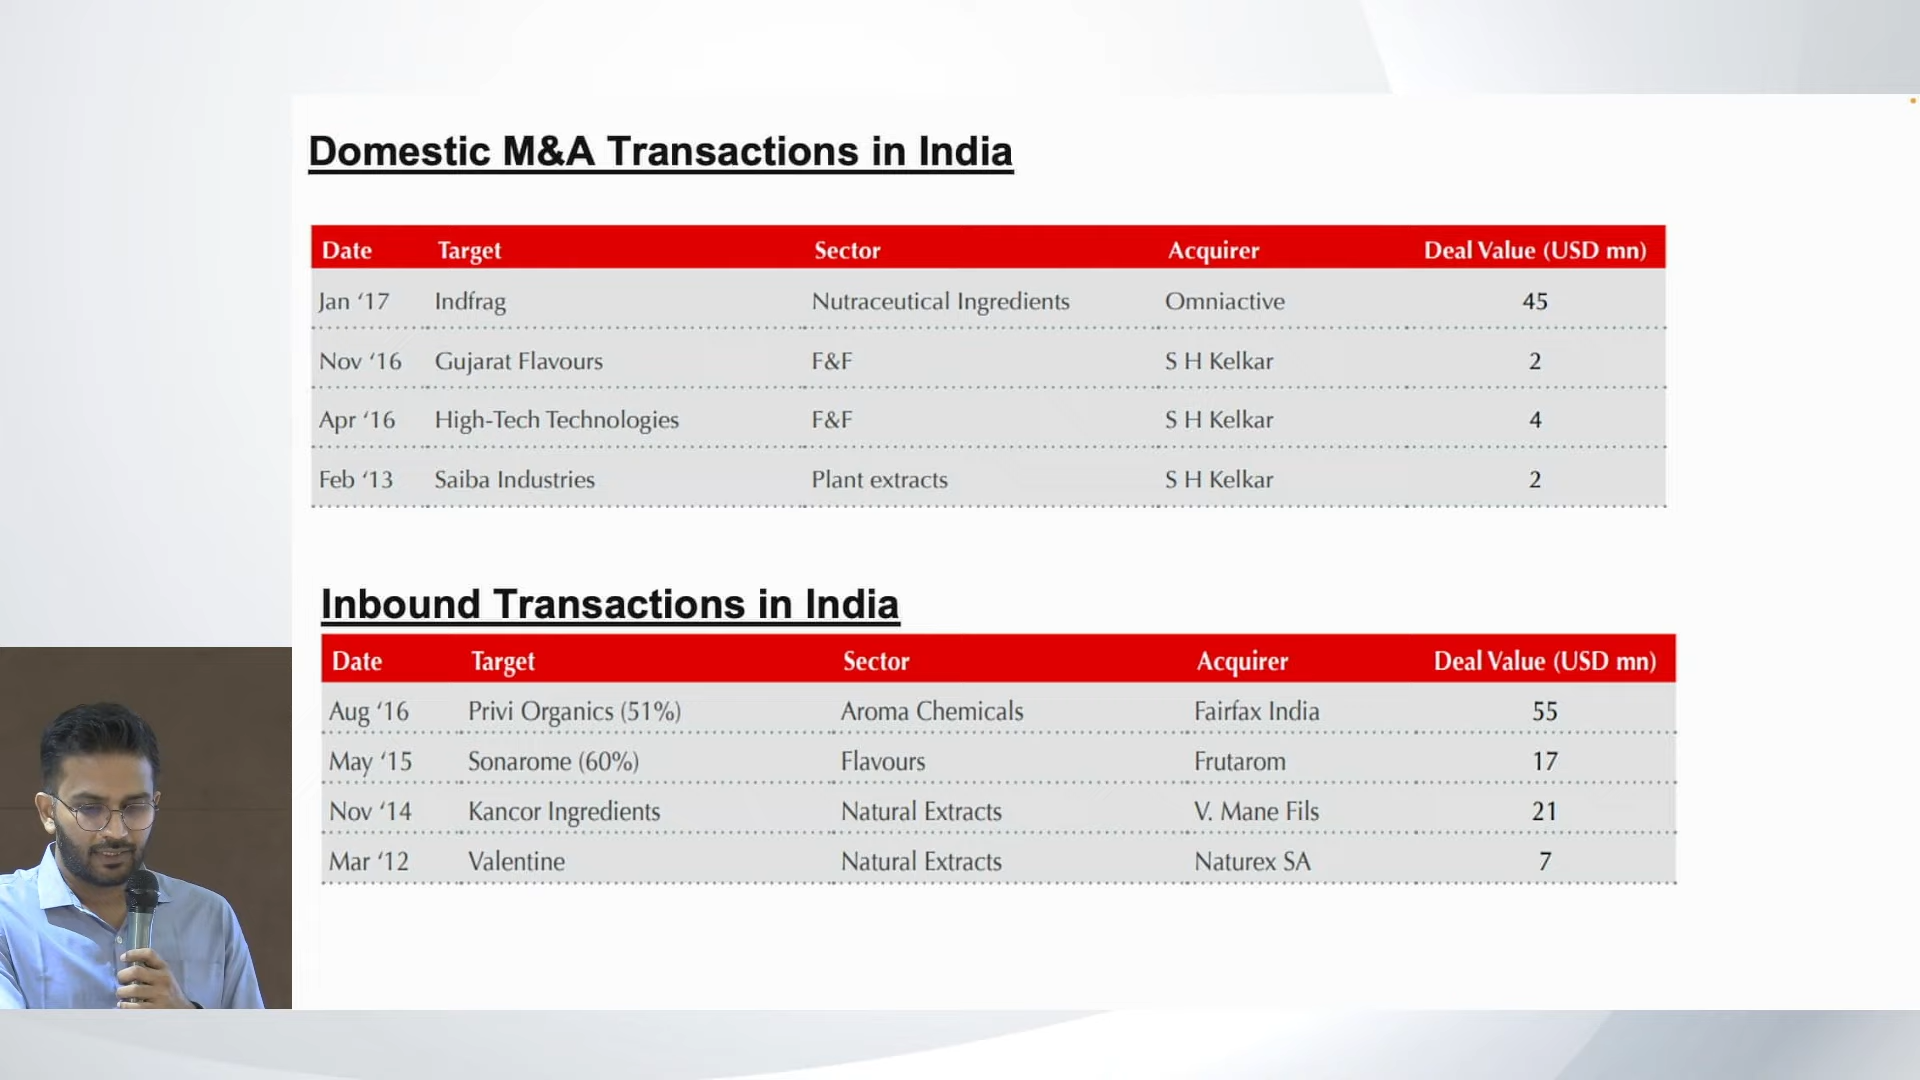 Domestic M&A Transactions in India
Date Target Sector Acquirer Deal Value (USD mn)
Jan ‘17 Indfrag Nutraceutical Ingredients Omniactive 45
Nov ‘16 Gujarat Flavours F&F S H Kelkar 2
Apr ‘16 High-Tech Technologies F&F S H Kelkar 4
Feb ‘13 Saiba Industries Plant extracts S H Kelkar 2
Inbound Transactions in India
Date Target Sector Acquirer Deal Value (USD mn)
Aug ‘16 Privi Organics (51%) Aroma Chemicals Fairfax India 55
May ‘15 Sonarome (60%) Flavours Frutarom 17
Nov ‘14 Kancor Ingredients Natural Extracts V. Mane Fils 21
Mar ‘12 Valentine Natural Extracts Naturex SA 7